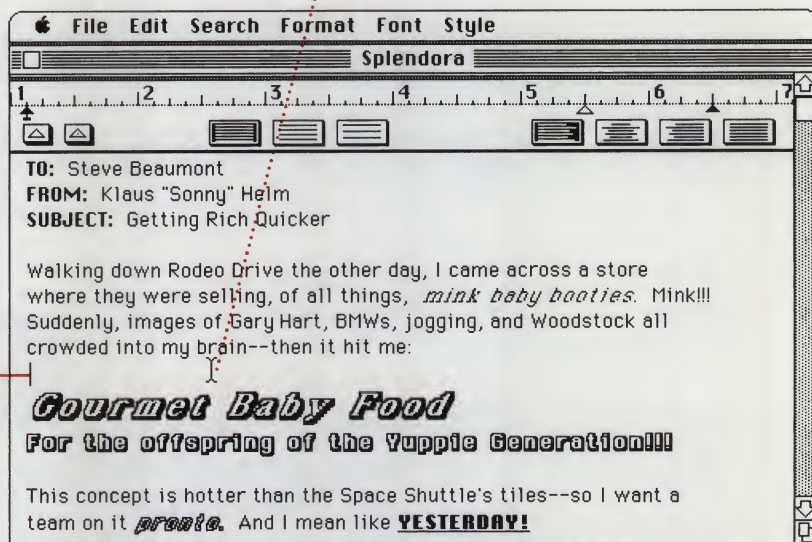 File Edit Search Format Font Style
Splendora
1 2 3 4 5 6 7
TO: Steve Beaumont
FROM: Klaus "Sonny" Helm
SUBJECT: Getting Rich Quicker
Walking down Rodeo Drive the other day, I came across a store
where they were selling, of all things, mink baby booties. Mink!!!
Suddenly, images of Gary Hart, BMWs, jogging, and Woodstock all
crowded into my brain--then it hit me:
Gourmet Baby Food
For the offspring of the Yuppie Generation!!!
This concept is hotter than the Space Shuttle's tiles--so I want a
team on it pronto. And I mean like YESTERDAY!